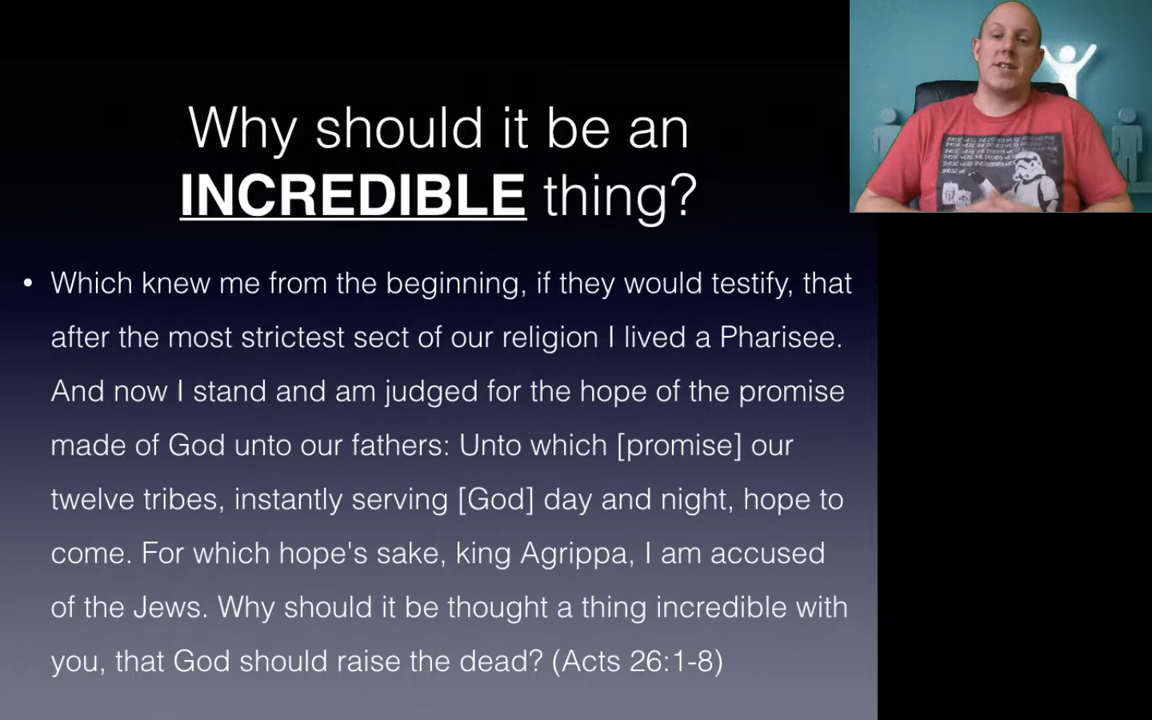 Why should it be an
INCREDIBLE thing?
• Which knew me from the beginning, if they would testify, that
after the most strictest sect of our religion I lived a Pharisee.
And now I stand and am judged for the hope of the promise
made of God unto our fathers: Unto which [promise] our
twelve tribes, instantly serving [God] day and night, hope to
come. For which hope's sake, king Agrippa, I am accused
of the Jews. Why should it be thought a thing incredible with
you, that God should raise the dead? (Acts 26:1-8)